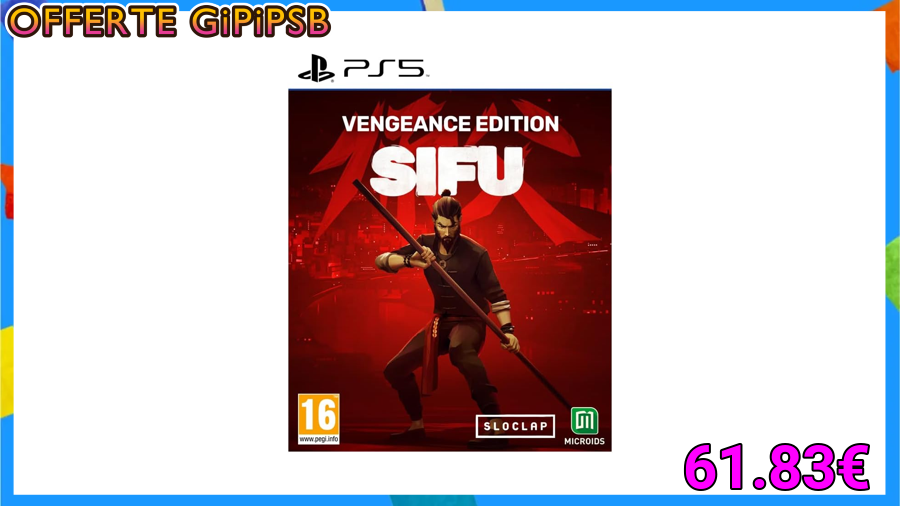 OFFERTE GiPiPSB
PS5
VENGEANCE EDITION
SIFU
16
www.pegi.info
SLOCLAP
MICROIDS
61.83€